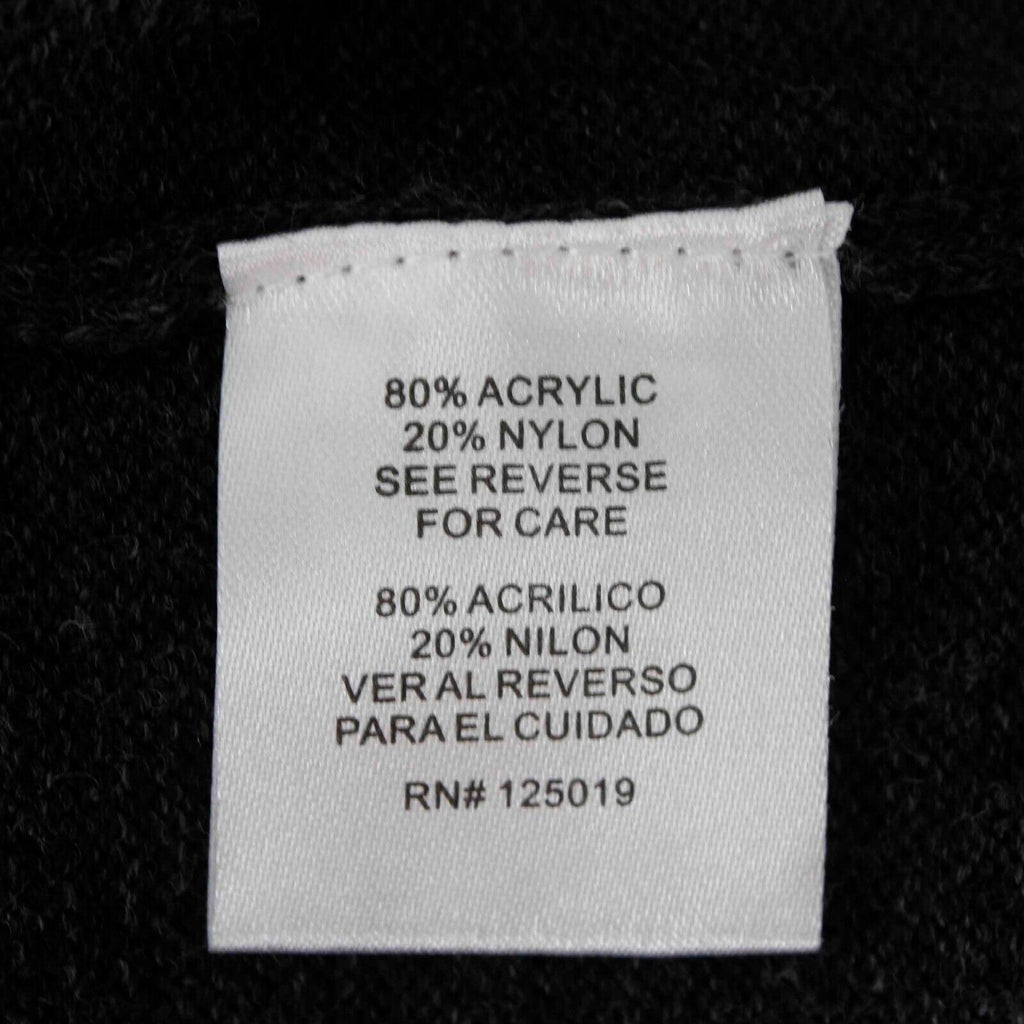 80% ACRYLIC
20% NYLON
SEE REVERSE
FOR CARE
80% ACRILICO
20% NILON
VER AL REVERSO
PARA EL CUIDADO
RN# 125019